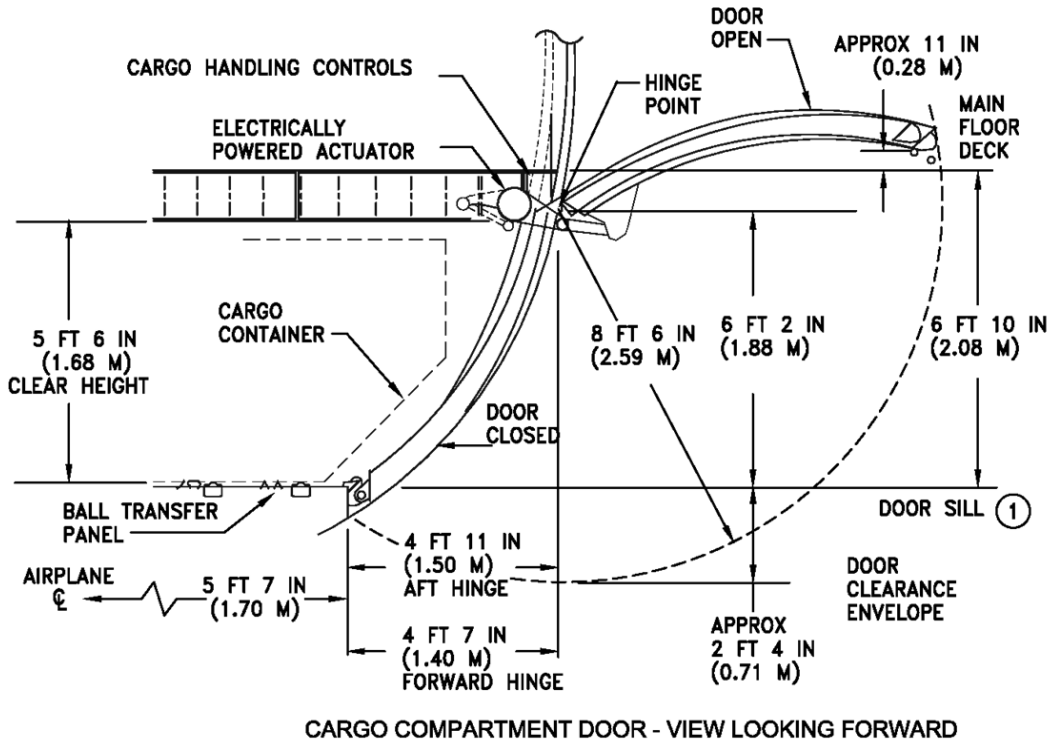 DOOR
OPEN
APPROX 11 IN
(0.28 M)
CARGO HANDLING CONTROLS
HINGE
POINT
MAIN
FLOOR
DECK
ELECTRICALLY
POWERED ACTUATOR
CARGO
CONTAINER
5 FT 6 IN
(1.68 M)
CLEAR HEIGHT
8 FT 6 IN
(2.59 M)
6 FT 2 IN
(1.88 M)
6 FT 10 IN
(2.08 M)
DOOR
CLOSED
BALL TRANSFER
PANEL
DOOR SILL 1
4 FT 11 IN
(1.50 M)
AFT HINGE
AIRPLANE
℄
5 FT 7 IN
(1.70 M)
DOOR
CLEARANCE
ENVELOPE
4 FT 7 IN
(1.40 M)
FORWARD HINGE
APPROX
2 FT 4 IN
(0.71 M)
CARGO COMPARTMENT DOOR - VIEW LOOKING FORWARD